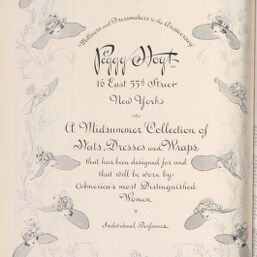 Milliners and Dressmakers to the Aristocracy
Peggy Hoyt
16 East 55th Street
New York
A Midsummer Collection of
Hats, Dresses and Wraps
that has been designed for and
that will be worn by
America's most Distinguished
Women
Individual Perfumes